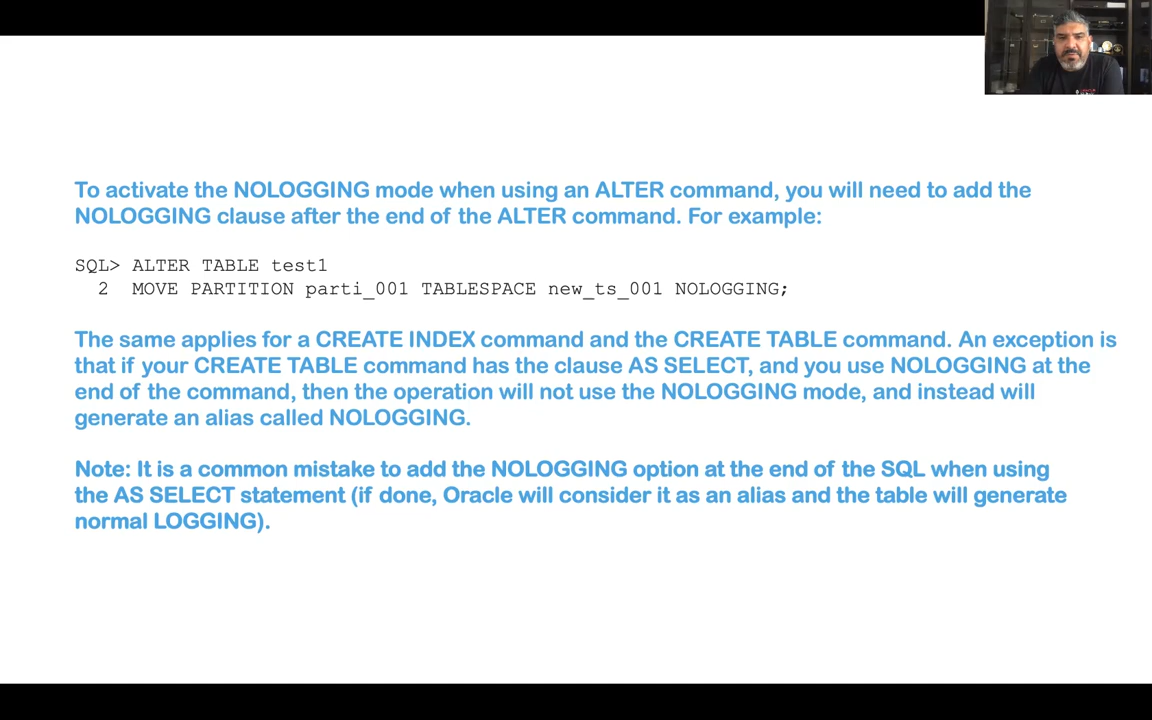 To activate the NOLOGGING mode when using an ALTER command, you will need to add the
NOLOGGING clause after the end of the ALTER command. For example:
SQL> ALTER TABLE test1
2 MOVE PARTITION parti_001 TABLESPACE new_ts_001 NOLOGGING;
The same applies for a CREATE INDEX command and the CREATE TABLE command. An exception is
that if your CREATE TABLE command has the clause AS SELECT, and you use NOLOGGING at the
end of the command, then the operation will not use the NOLOGGING mode, and instead will
generate an alias called NOLOGGING.
Note: It is a common mistake to add the NOLOGGING option at the end of the SQL when using
the AS SELECT statement (if done, Oracle will consider it as an alias and the table will generate
normal LOGGING).